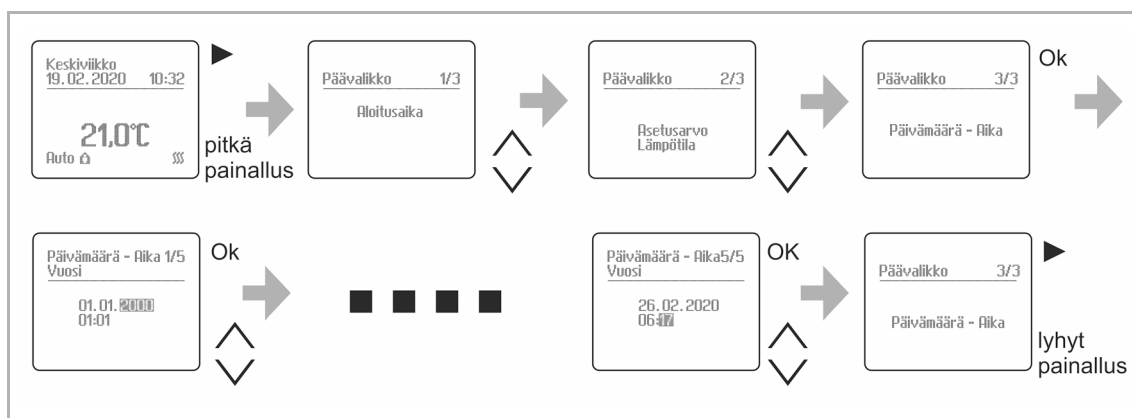 Keskiviikko
19.02.2020 10:32
21,0°C
Auto
pitkä
painallus
Päävalikko 1/3
Aloitusaika
Päävalikko 2/3
Asetusarvo
Lämpötila
Päävalikko 3/3
Päivämäärä - Aika
Ok
Päivämäärä - Aika 1/5
Vuosi
01.01.2000
01:01
Ok
Päivämäärä - Aika5/5
Vuosi
26.02.2020
06:17
OK
Päävalikko 3/3
Päivämäärä - Aika
lyhyt
painallus